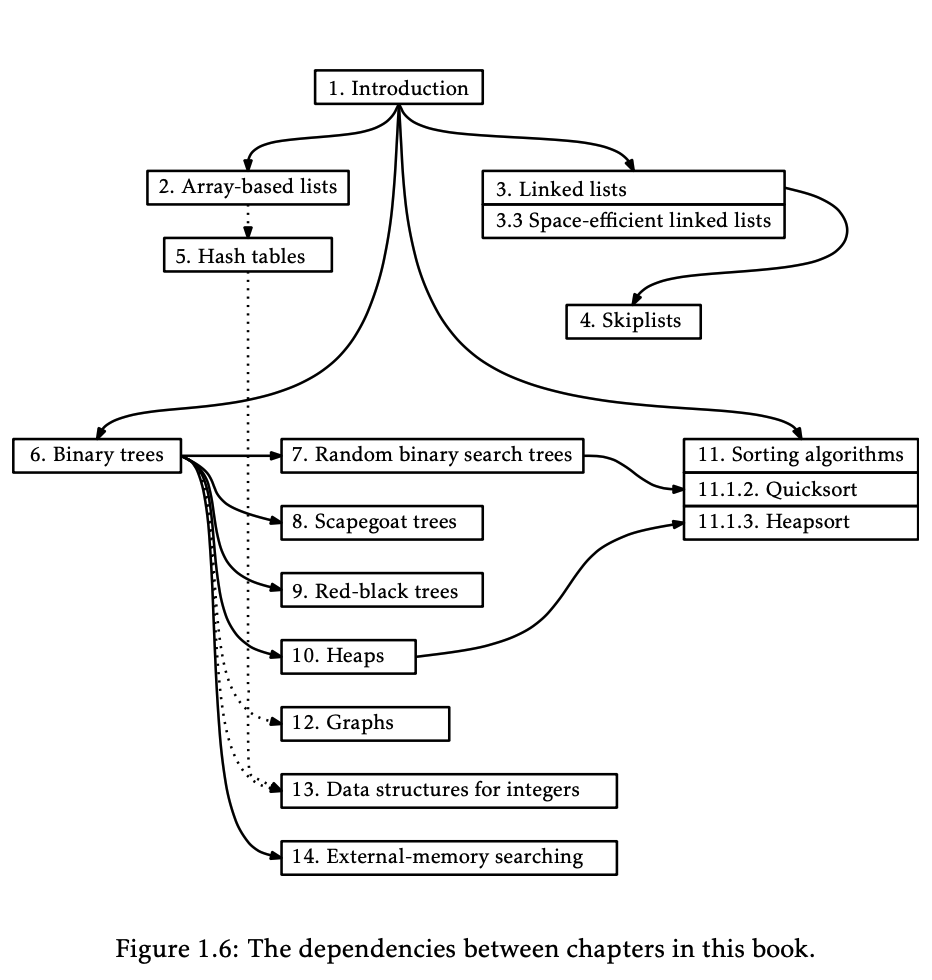 1. Introduction
2. Array-based lists
3. Linked lists
3.3 Space-efficient linked lists
5. Hash tables
4. Skiplists
6. Binary trees
7. Random binary search trees
11. Sorting algorithms
11.1.2. Quicksort
8. Scapegoat trees
11.1.3. Heapsort
9. Red-black trees
10. Heaps
12. Graphs
13. Data structures for integers
14. External-memory searching
Figure 1.6: The dependencies between chapters in this book.